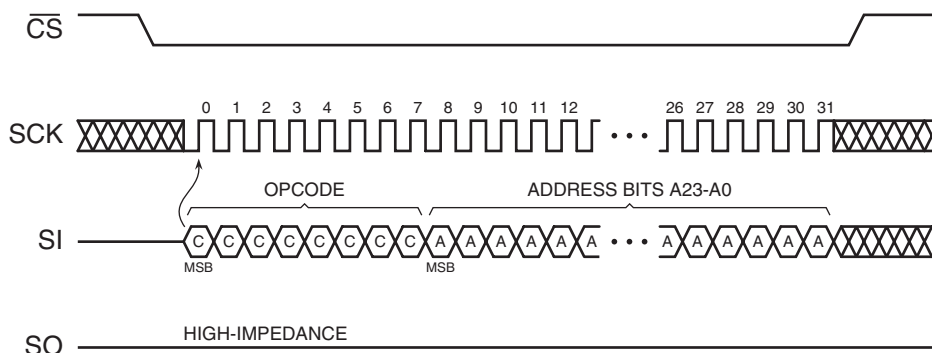 CS
0 1 2 3 4 5 6 7 8 9 10 11 12 26 27 28 29 30 31
SCK
OPCODE ADDRESS BITS A23-A0
SI C C C C C C C C A A A A A A A A A A A A
MSB MSB
HIGH-IMPEDANCE
SO